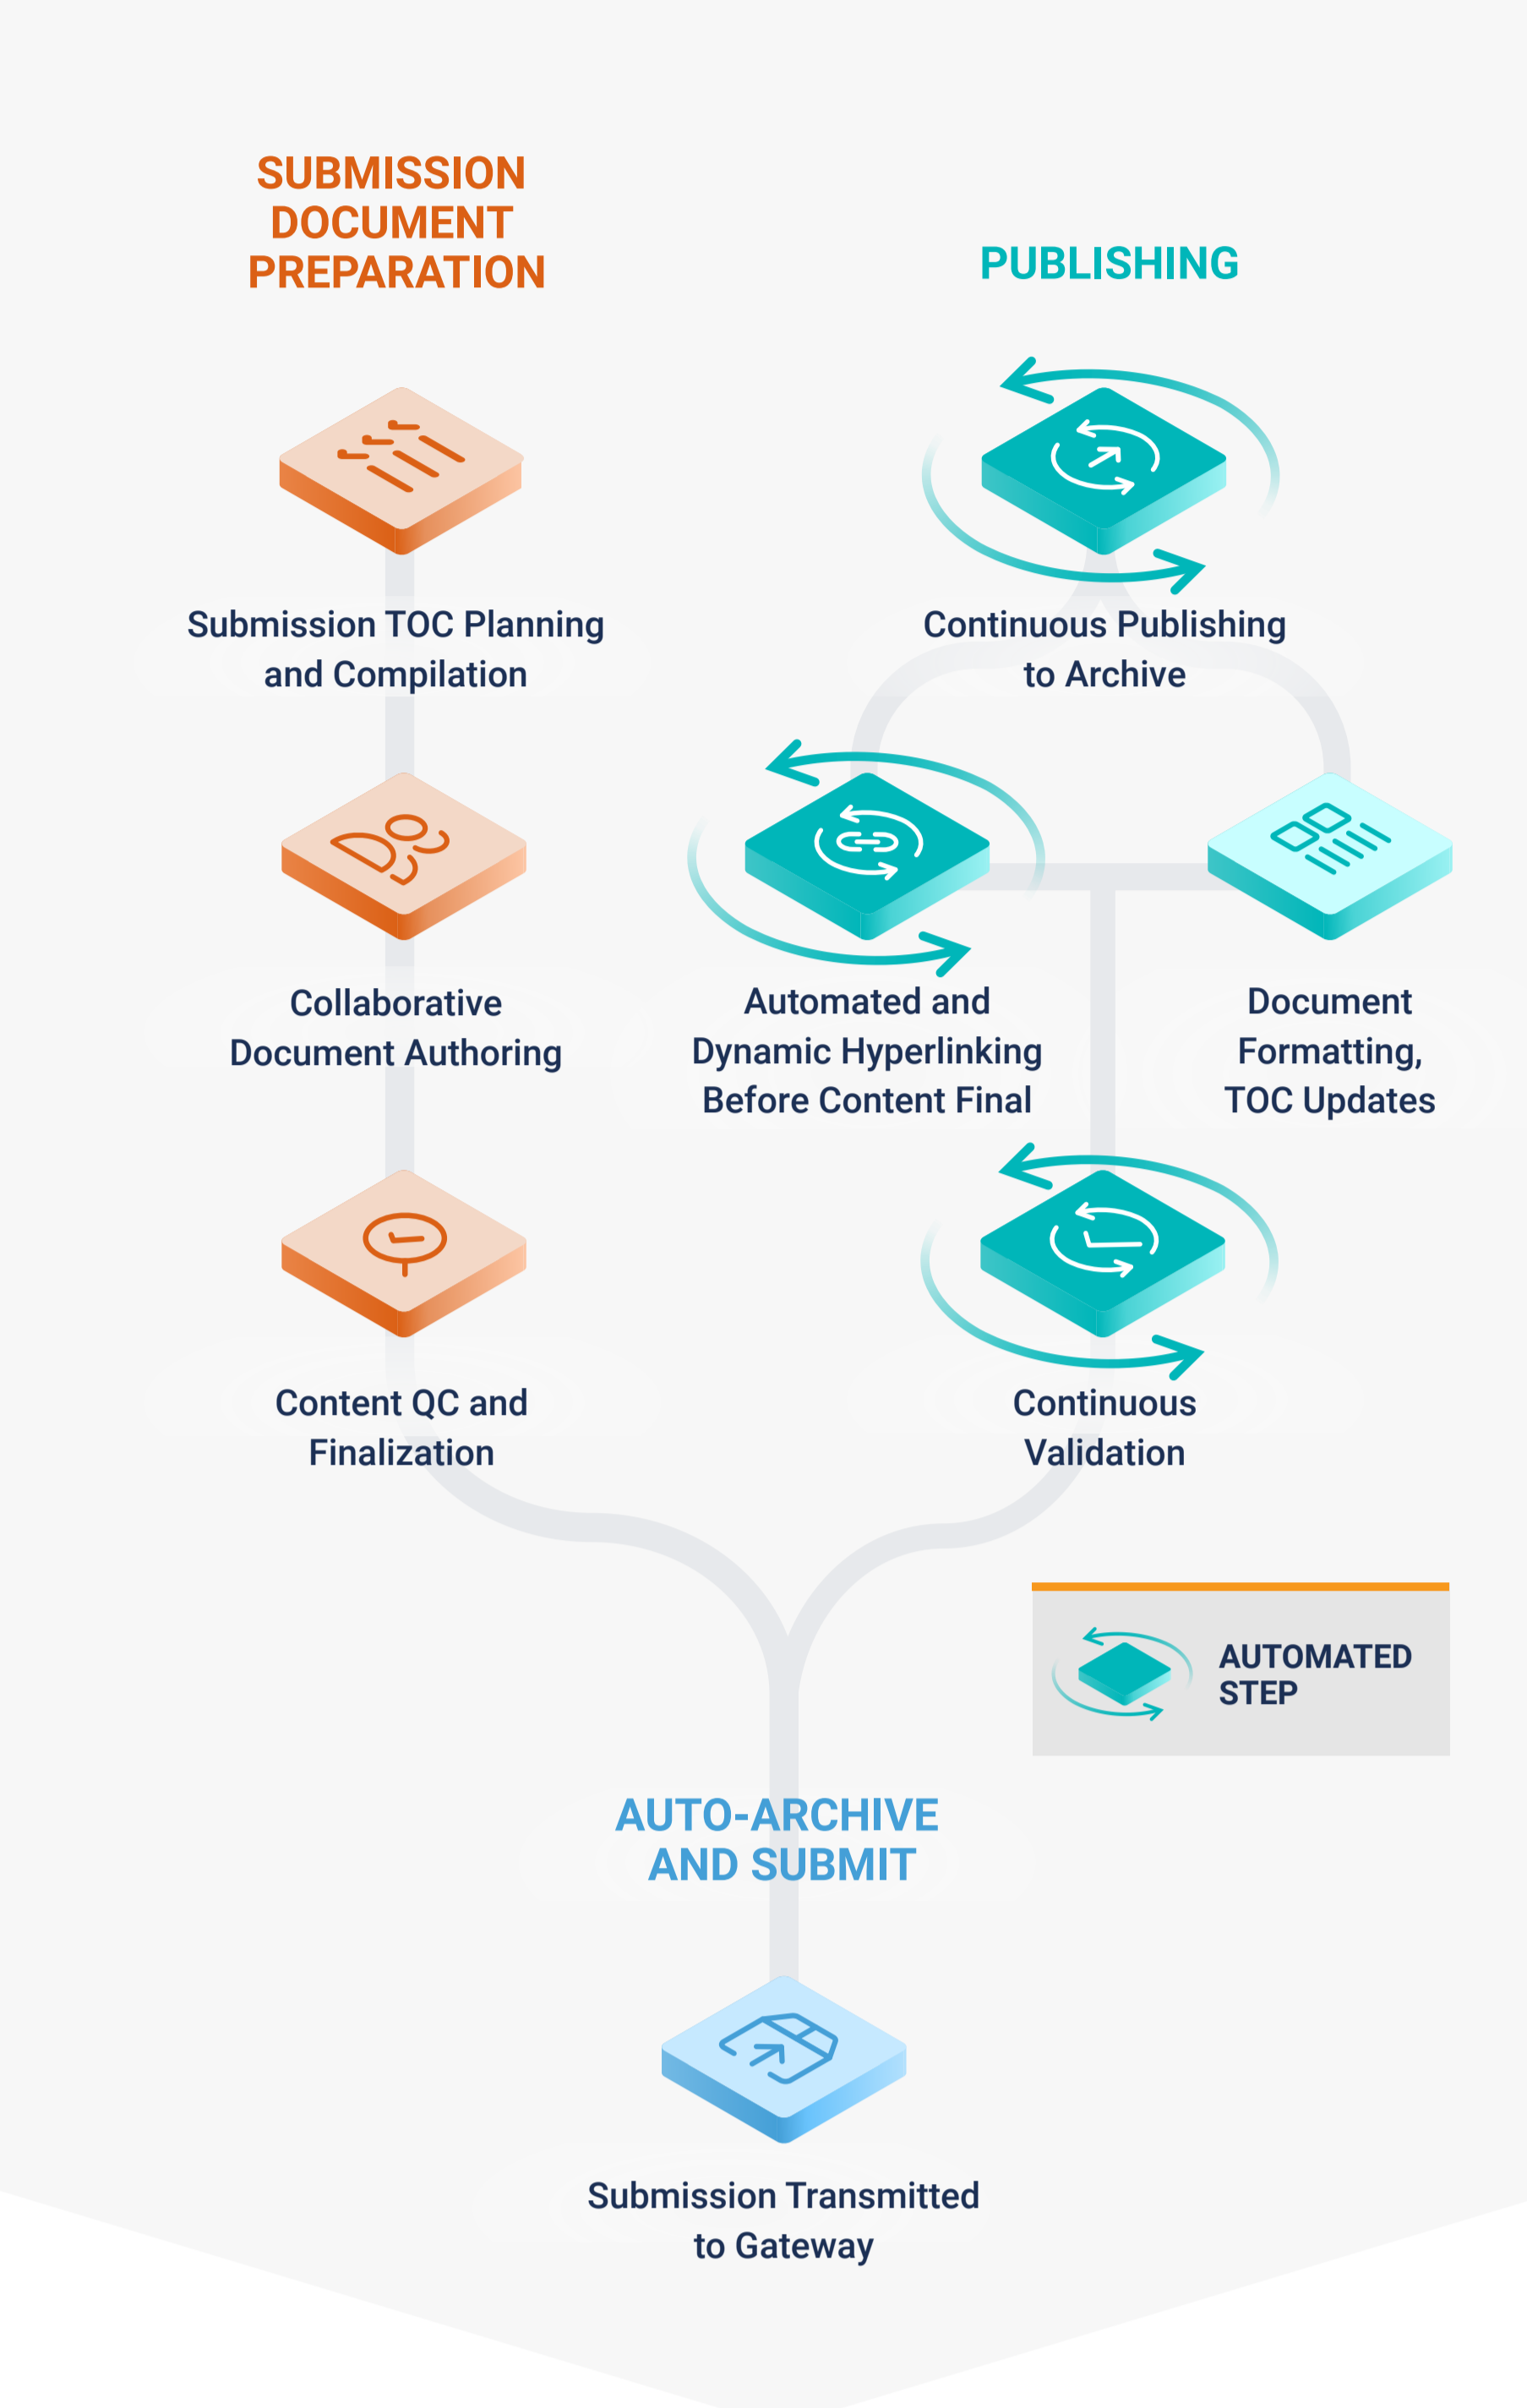 SUBMISSION
DOCUMENT
PREPARATION
PUBLISHING
Submission TOC Planning
and Compilation
Continuous Publishing
to Archive
Collaborative
Document Authoring
Automated and
Dynamic Hyperlinking
Before Content Final
Document
Formatting,
TOC Updates
Content QC and
Finalization
Continuous
Validation
AUTOMATED
STEP
AUTO-ARCHIVE
AND SUBMIT
Submission Transmitted
to Gateway